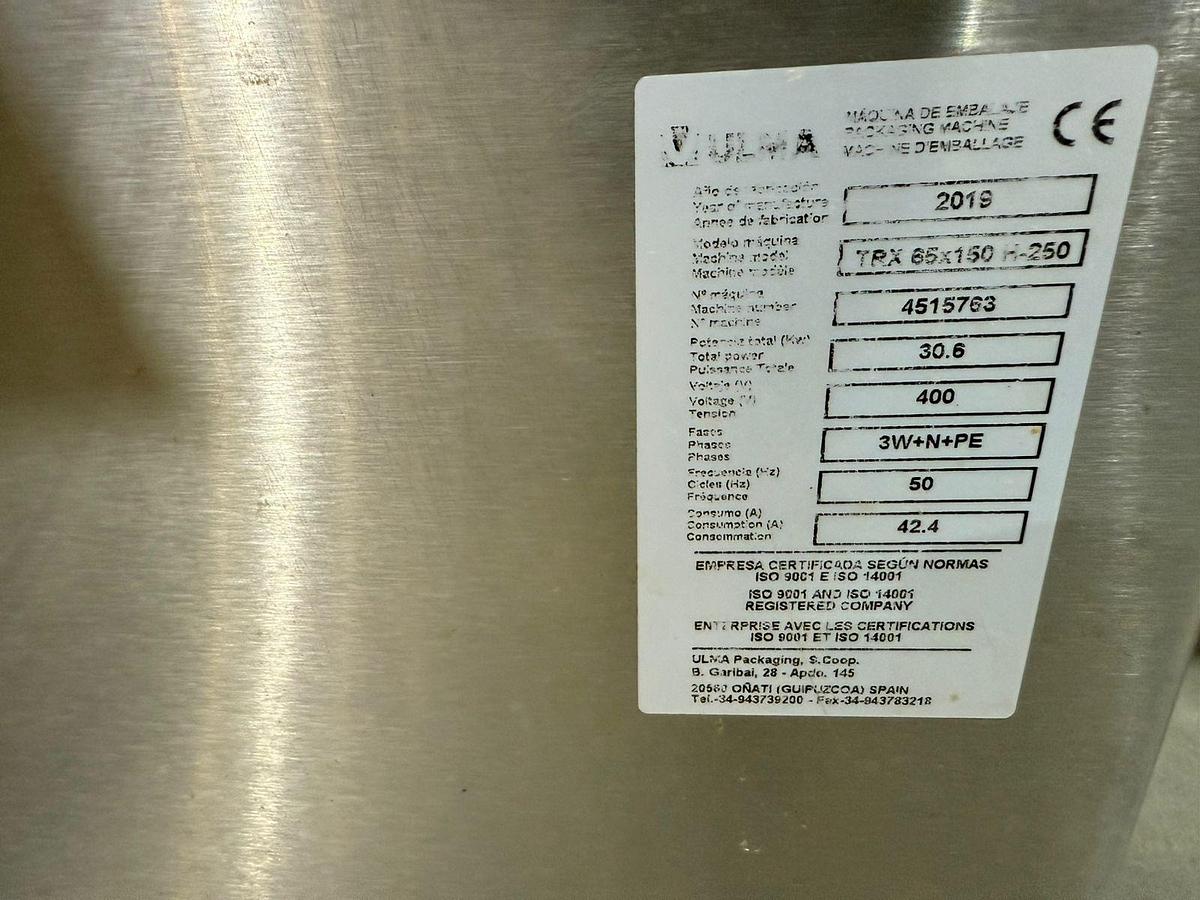 ULMA
MÁQUINA DE EMBALAJE
PACKAGING MACHINE
MACHINE D'EMBALLAGE
CE
Año de fabricación
Year of manufacture
Annee de fabrication
2019
Modelo máquina
Machine model
Machine modèle
TRX 65x150 H-250
Nº máquina
Machine number
N° machine
4515763
Potencia total (Kw)
Total power
Puissance Totale
30.6
Voltaje (V)
Voltage (V)
Tension
400
Fases
Phases
Phases
3W+N+PE
Frecuencia (Hz)
Cicles (Hz)
Fréquence
50
Consumo (A)
Consumption (A)
Consommation
42.4
EMPRESA CERTIFICADA SEGÚN NORMAS
ISO 9001 E ISO 14001
ISO 9001 AND ISO 14001
REGISTERED COMPANY
ENTERPRISE AVEC LES CERTIFICATIONS
ISO 9001 ET ISO 14001
ULMA Packaging, S.Coop.
B. Garibai, 28 - Apdo. 145
20560 OÑATI (GUIPUZCOA) SPAIN
Tel.-34-943739200 - Fax-34-943783218